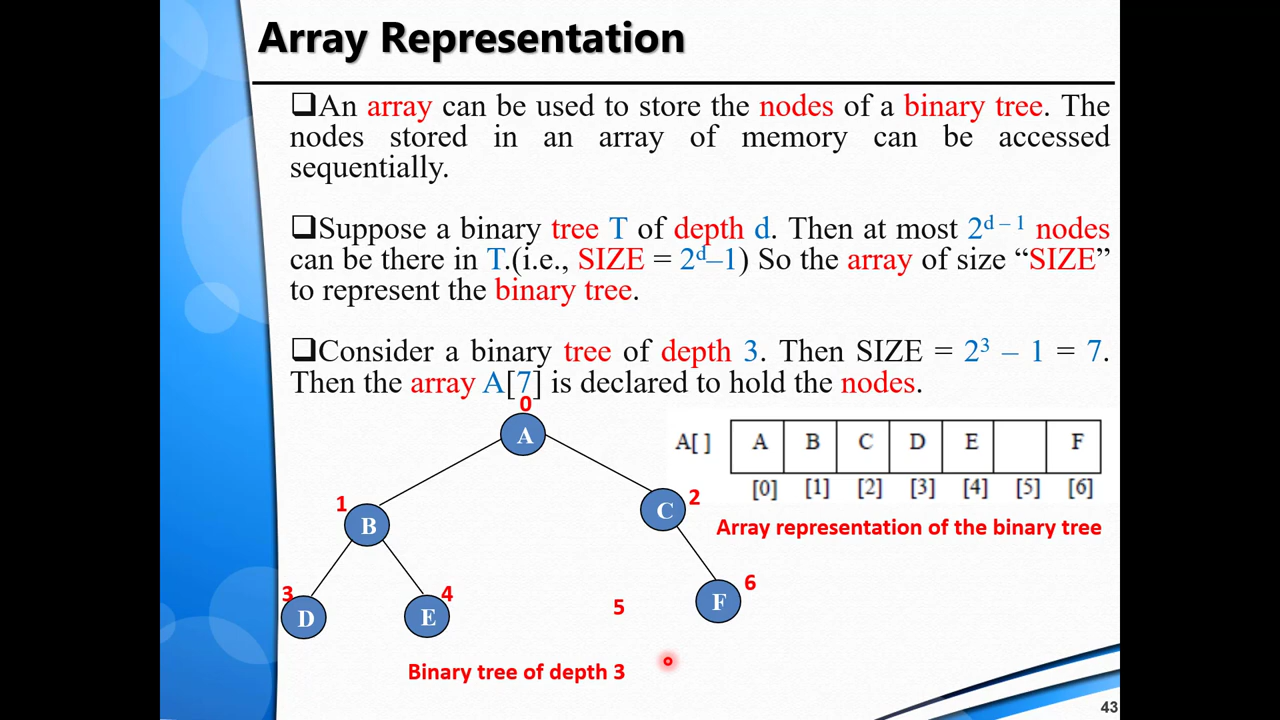 Array Representation
❑An array can be used to store the nodes of a binary tree. The
nodes stored in an array of memory can be accessed
sequentially.
❑Suppose a binary tree T of depth d. Then at most 2^{d – 1} nodes
can be there in T.(i.e., SIZE = 2^d–1) So the array of size “SIZE”
to represent the binary tree.
❑Consider a binary tree of depth 3. Then SIZE = 2³ – 1 = 7.
Then the array A[7] is declared to hold the nodes.
0
A
A[ ] A B C D E F
[0] [1] [2] [3] [4] [5] [6]
Array representation of the binary tree
1 B
C 2
3 D
E 4
5
F 6
Binary tree of depth 3
43